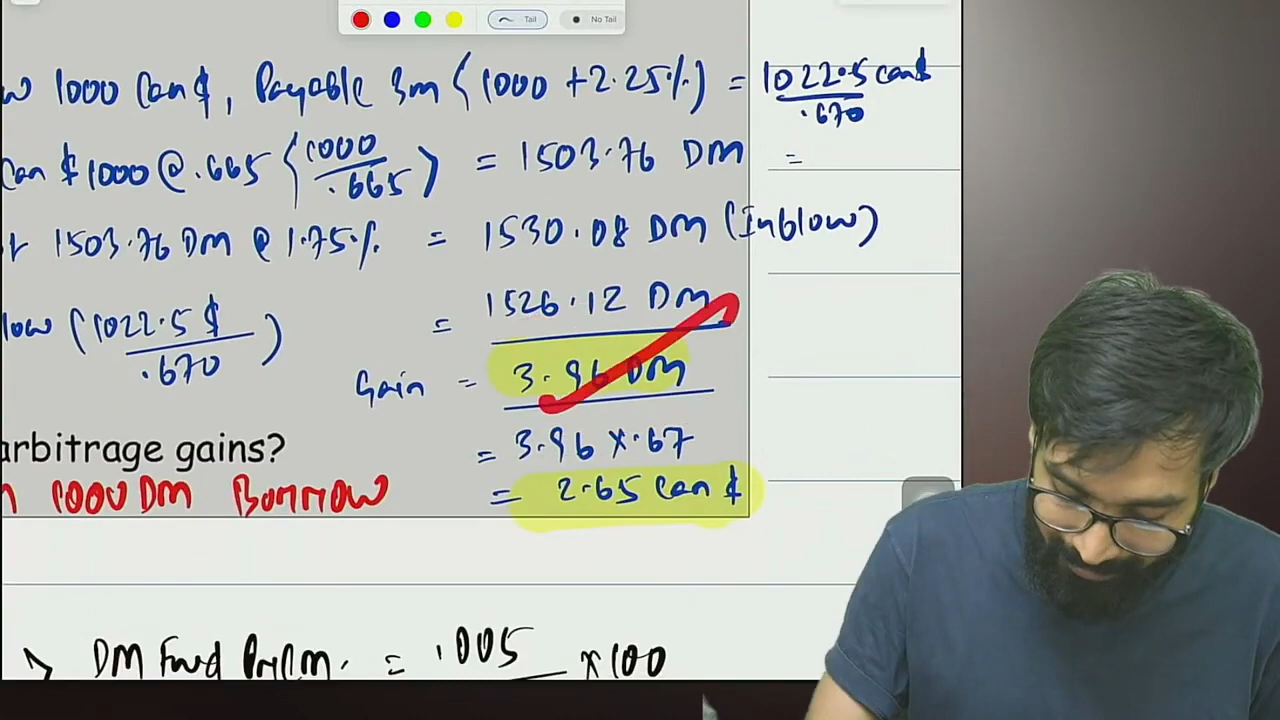 Tail No Tail
w 1000 Can $, Payable 3m (1000 + 2.25%) = 1022.5 can$
.670
Can $ 1000 @ .665 (1000 / .665) = 1503.76 DM =
1503.76 DM @ 1.75% = 1530.08 DM (Inflow)
low (1022.5 $ / .670) = 1526.12 DM
Gain = 3.96 DM
arbitrage gains? = 3.96 x .67
1000 DM Borrow = 2.65 Can $
DM Fwd Prem. = .005 x 100